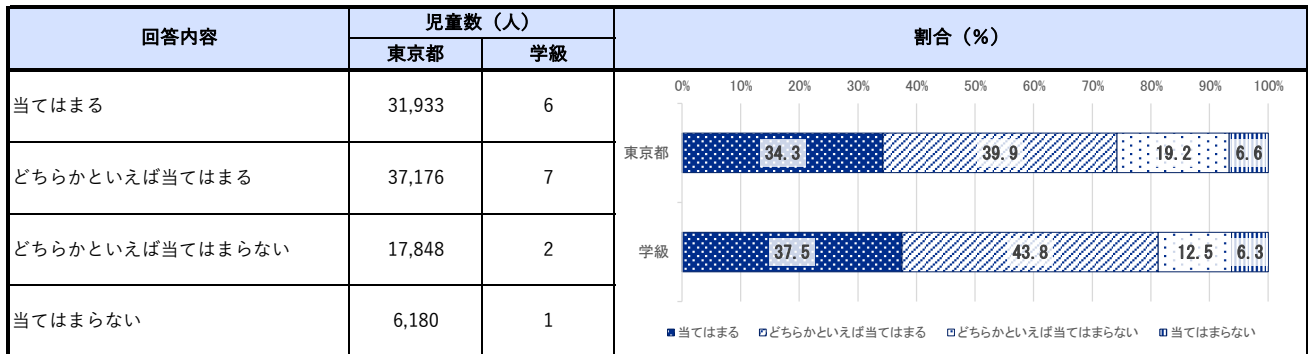 回答内容
児童数（人）
割合（%）
東京都
学級
当てはまる
31,933
6
どちらかといえば当てはまる
37,176
7
どちらかといえば当てはまらない
17,848
2
当てはまらない
6,180
1
0% 10% 20% 30% 40% 50% 60% 70% 80% 90% 100%
東京都 34.3 39.9 19.2 6.6
学級 37.5 43.8 12.5 6.3
当てはまる どちらかといえば当てはまる どちらかといえば当てはまらない 当てはまらない